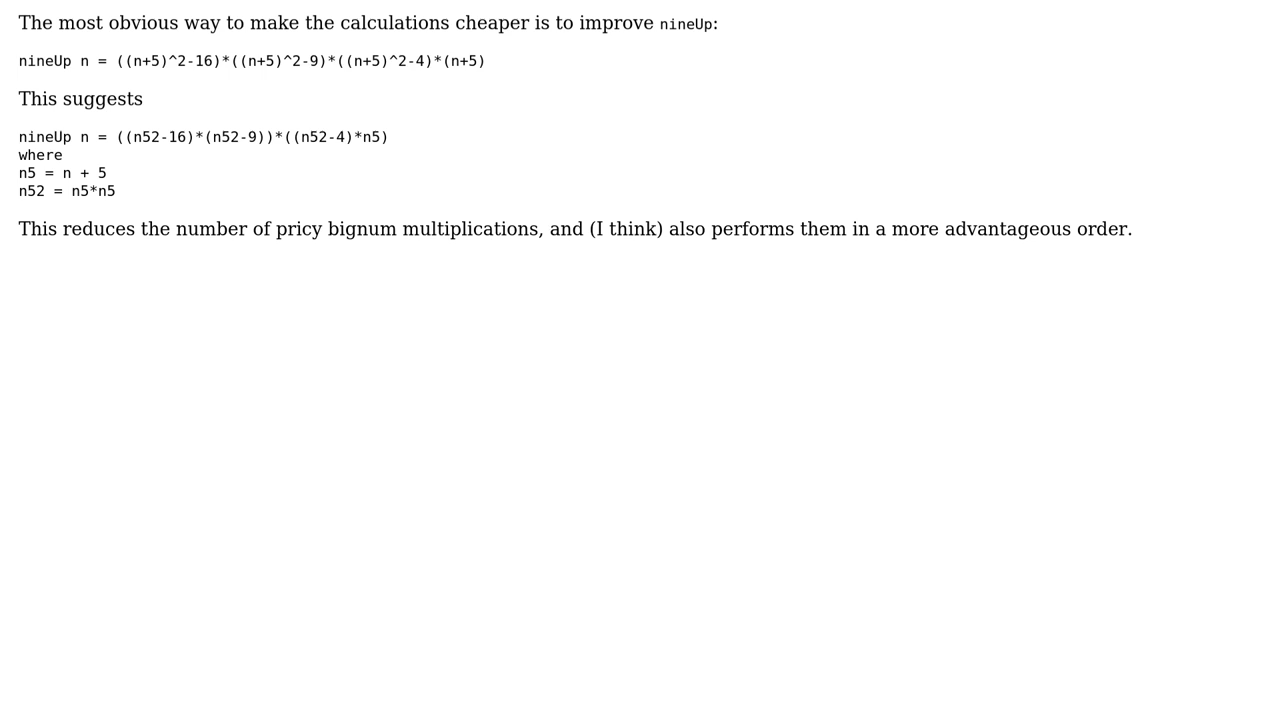 The most obvious way to make the calculations cheaper is to improve nineUp:
nineUp n = ((n+5)^2-16)*((n+5)^2-9)*((n+5)^2-4)*(n+5)
This suggests
nineUp n = ((n52-16)*(n52-9))*((n52-4)*n5)
where
n5 = n + 5
n52 = n5*n5
This reduces the number of pricy bignum multiplications, and (I think) also performs them in a more advantageous order.